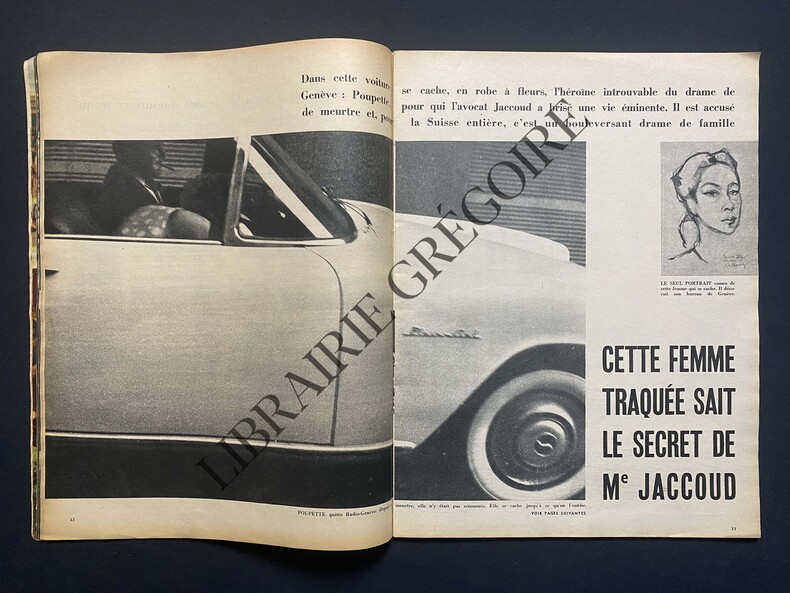 Dans cette voiture se cache, en robe à fleurs, l'héroïne introuvable du drame de
Genève : Poupette pour qui l'avocat Jaccoud a brisé une vie éminente. Il est accusé
de meurtre et, pour la Suisse entière, c'est un bouleversant drame de famille
LE SEUL PORTRAIT connu de
cette femme qui se cache. Il déco-
rait son bureau de Genève.
CETTE FEMME
TRAQUÉE SAIT
LE SECRET DE
Me JACCOUD
POUPETTE quitte Radio-Genève. Depuis meurtre, elle n'y était pas retournée. Elle se cache jusqu'à ce qu'on l'oublie.
VOIR PAGES SUIVANTES
LIBRAIRIE GRÉGOIRE